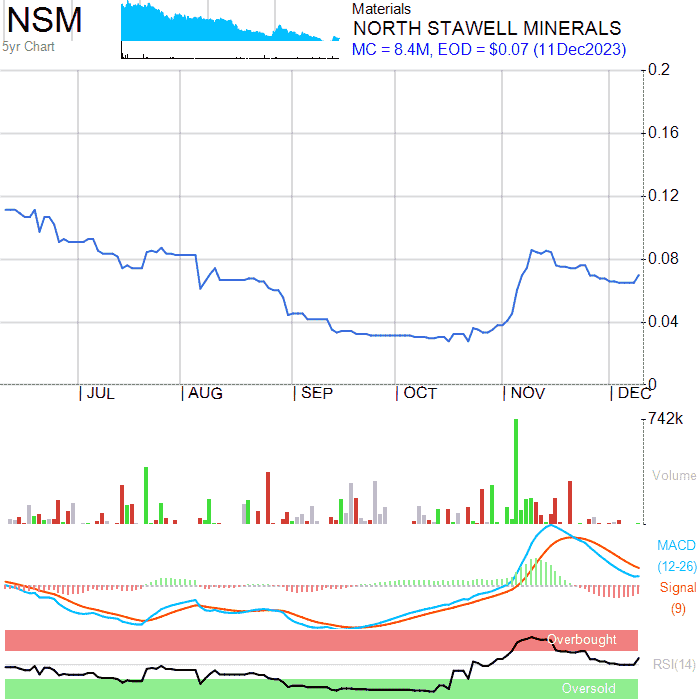 NSM
5yr Chart
Materials
NORTH STAWELL MINERALS
MC = 8.4M, EOD = $0.07 (11Dec2023)
0.2
0.16
0.12
0.08
0.04
0
JUL AUG SEP OCT NOV DEC
742k
Volume
MACD
(12-26)
Signal
(9)
Overbought
RSI(14)
Oversold